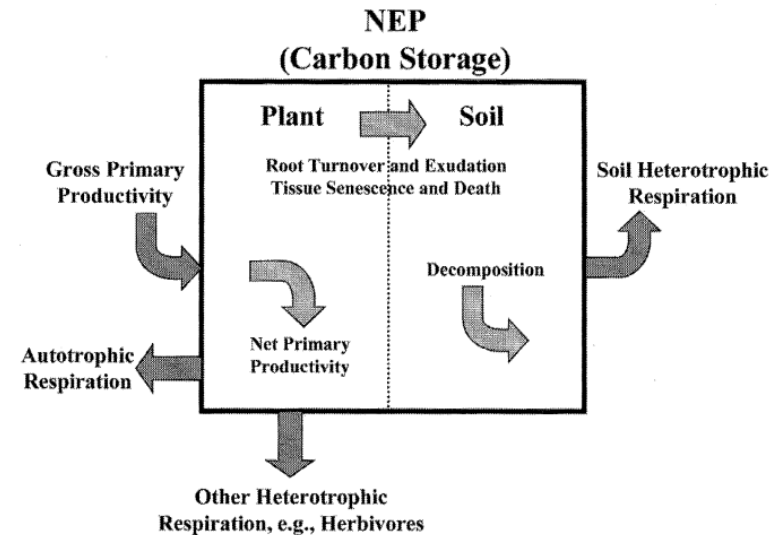 NEP
(Carbon Storage)
Plant
Soil
Root Turnover and Exudation
Tissue Senescence and Death
Gross Primary
Productivity
Soil Heterotrophic
Respiration
Decomposition
Net Primary
Productivity
Autotrophic
Respiration
Other Heterotrophic
Respiration, e.g., Herbivores